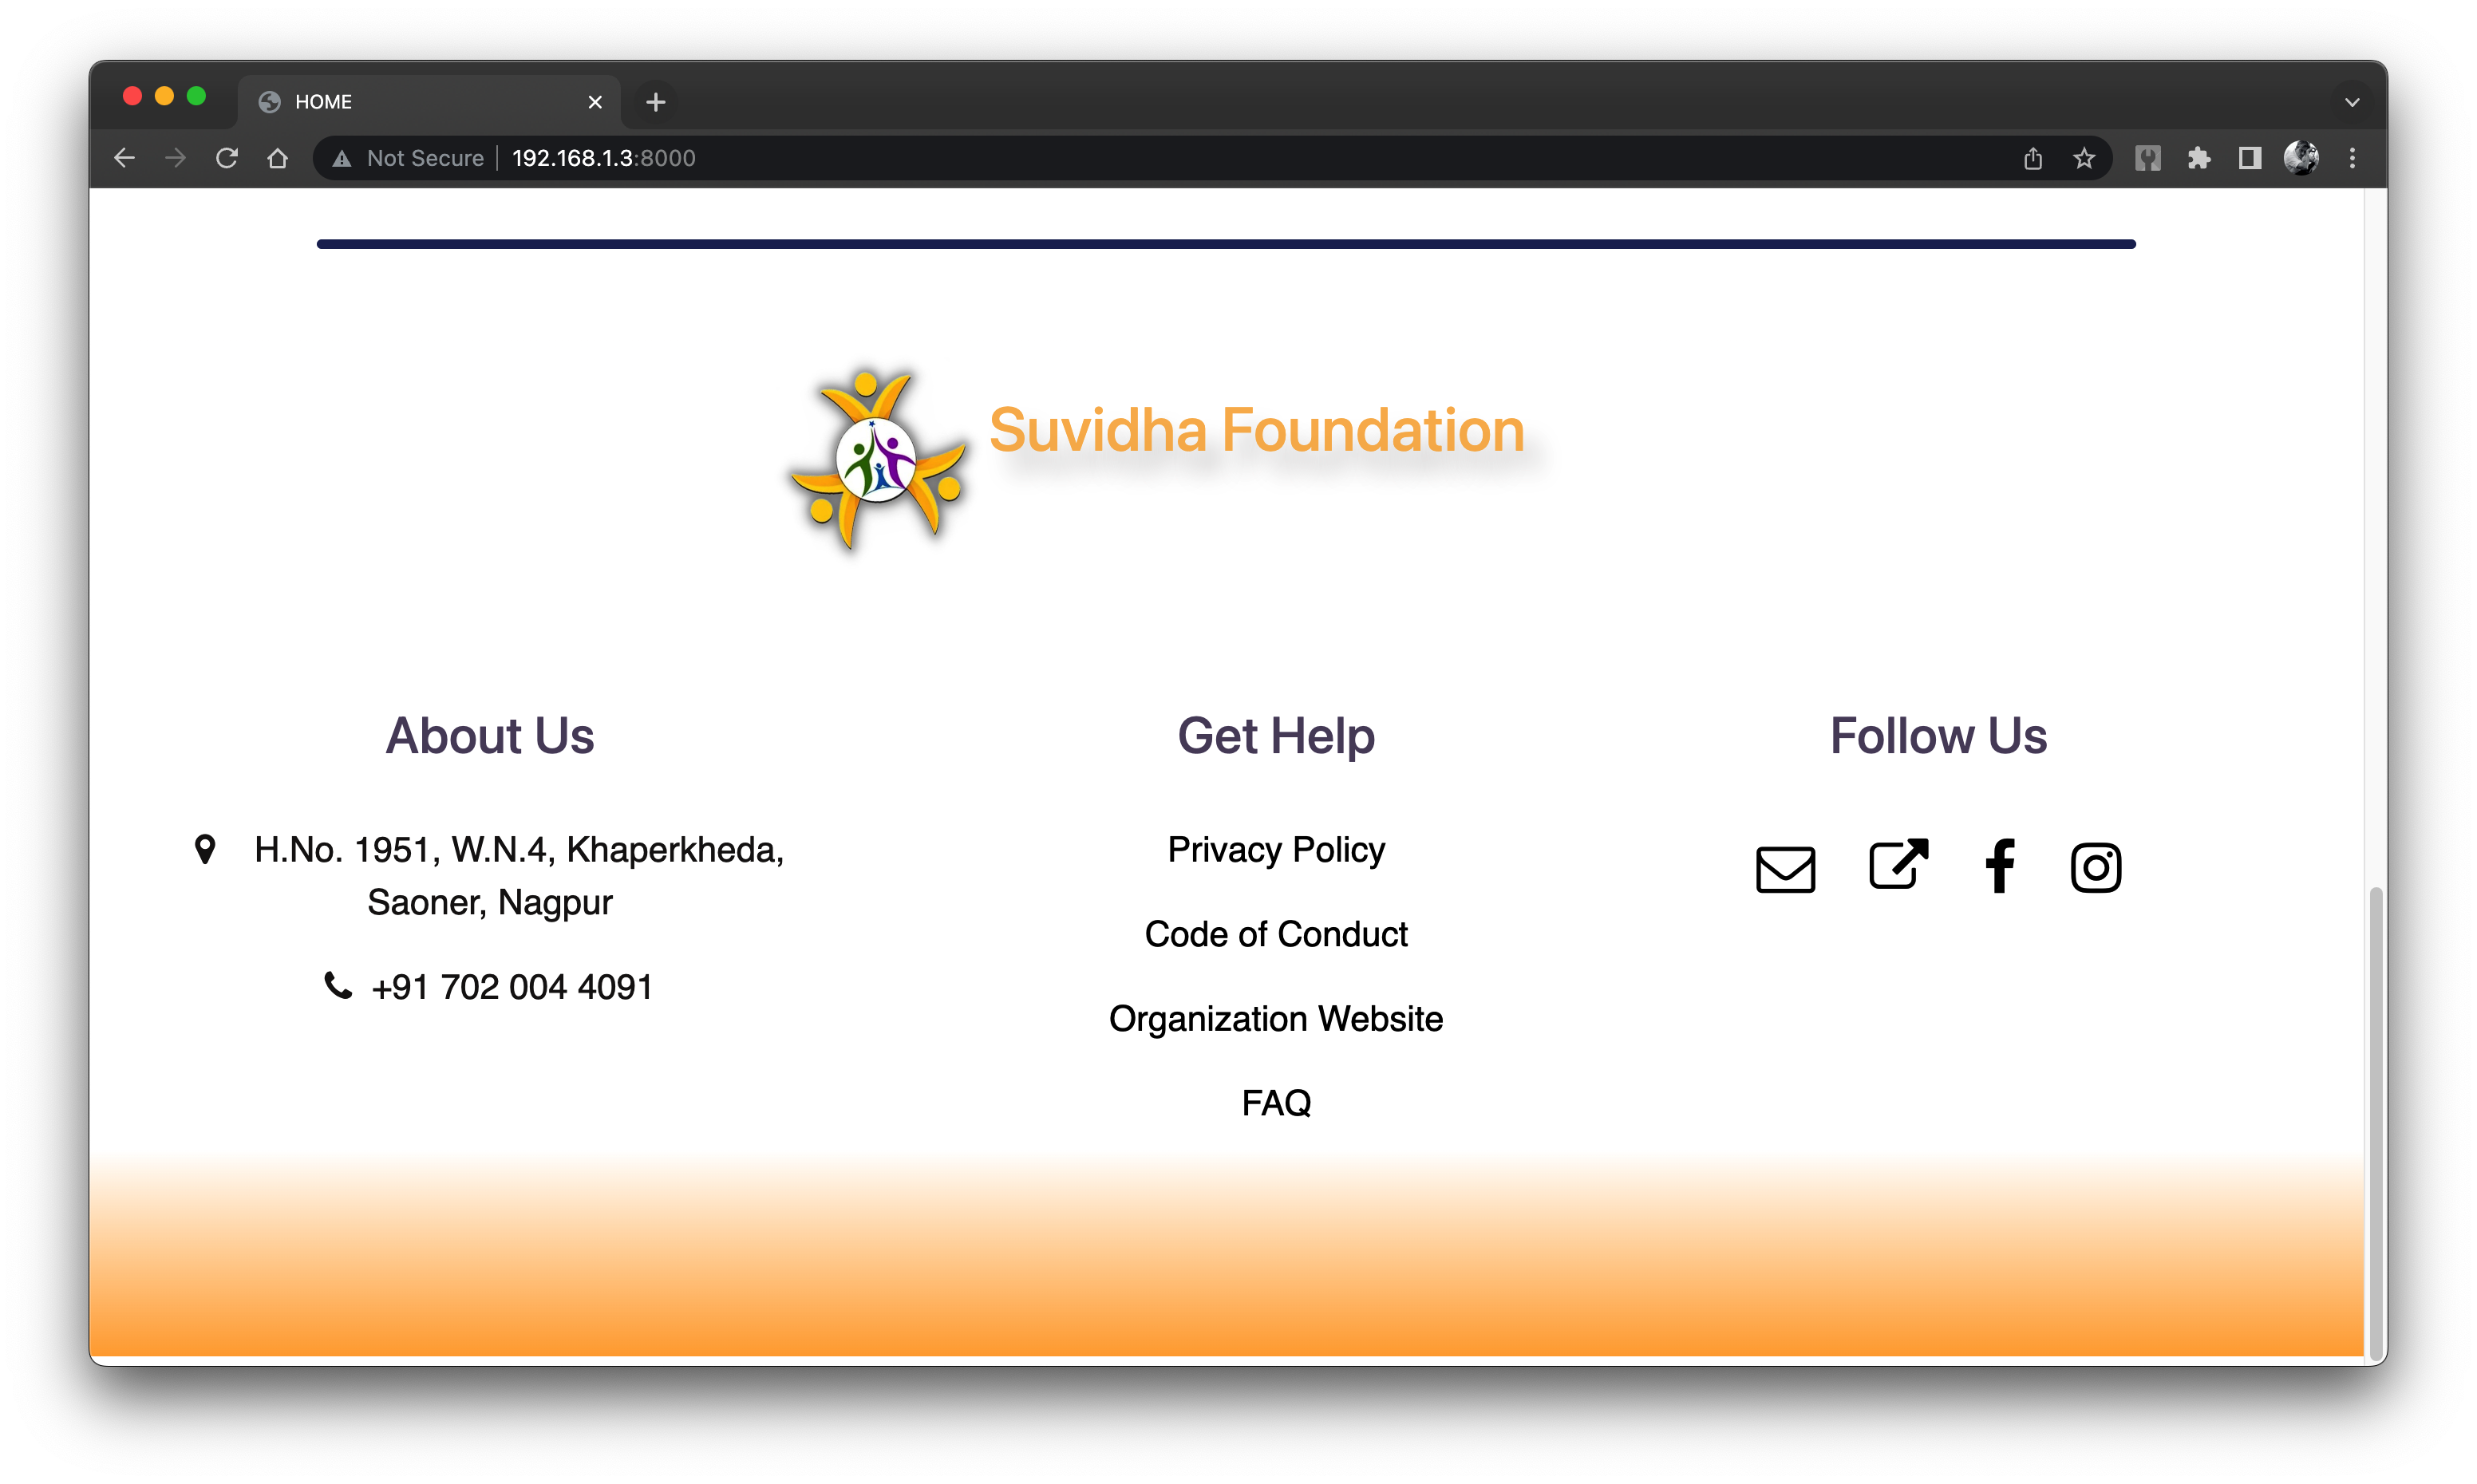 HOME
Not Secure 192.168.1.3:8000
Suvidha Foundation
About Us
H.No. 1951, W.N.4, Khaperkheda,
Saoner, Nagpur
+91 702 004 4091
Get Help
Privacy Policy
Code of Conduct
Organization Website
FAQ
Follow Us